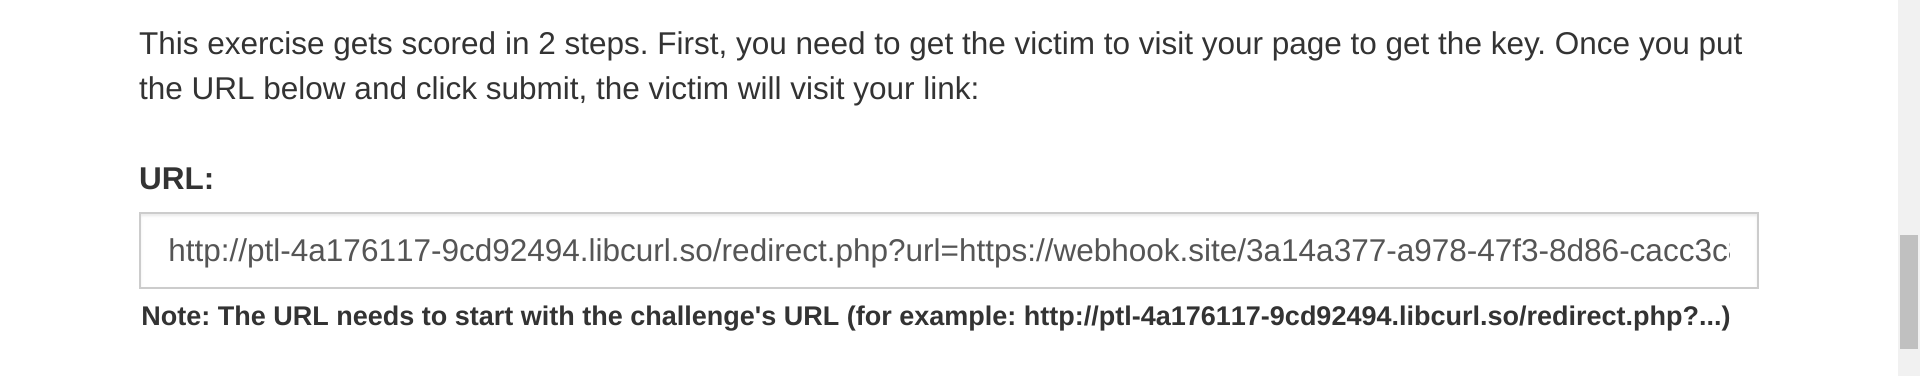 This exercise gets scored in 2 steps. First, you need to get the victim to visit your page to get the key. Once you put
the URL below and click submit, the victim will visit your link:
URL:
http://ptl-4a176117-9cd92494.libcurl.so/redirect.php?url=https://webhook.site/3a14a377-a978-47f3-8d86-cacc3c
Note: The URL needs to start with the challenge's URL (for example: http://ptl-4a176117-9cd92494.libcurl.so/redirect.php?...)